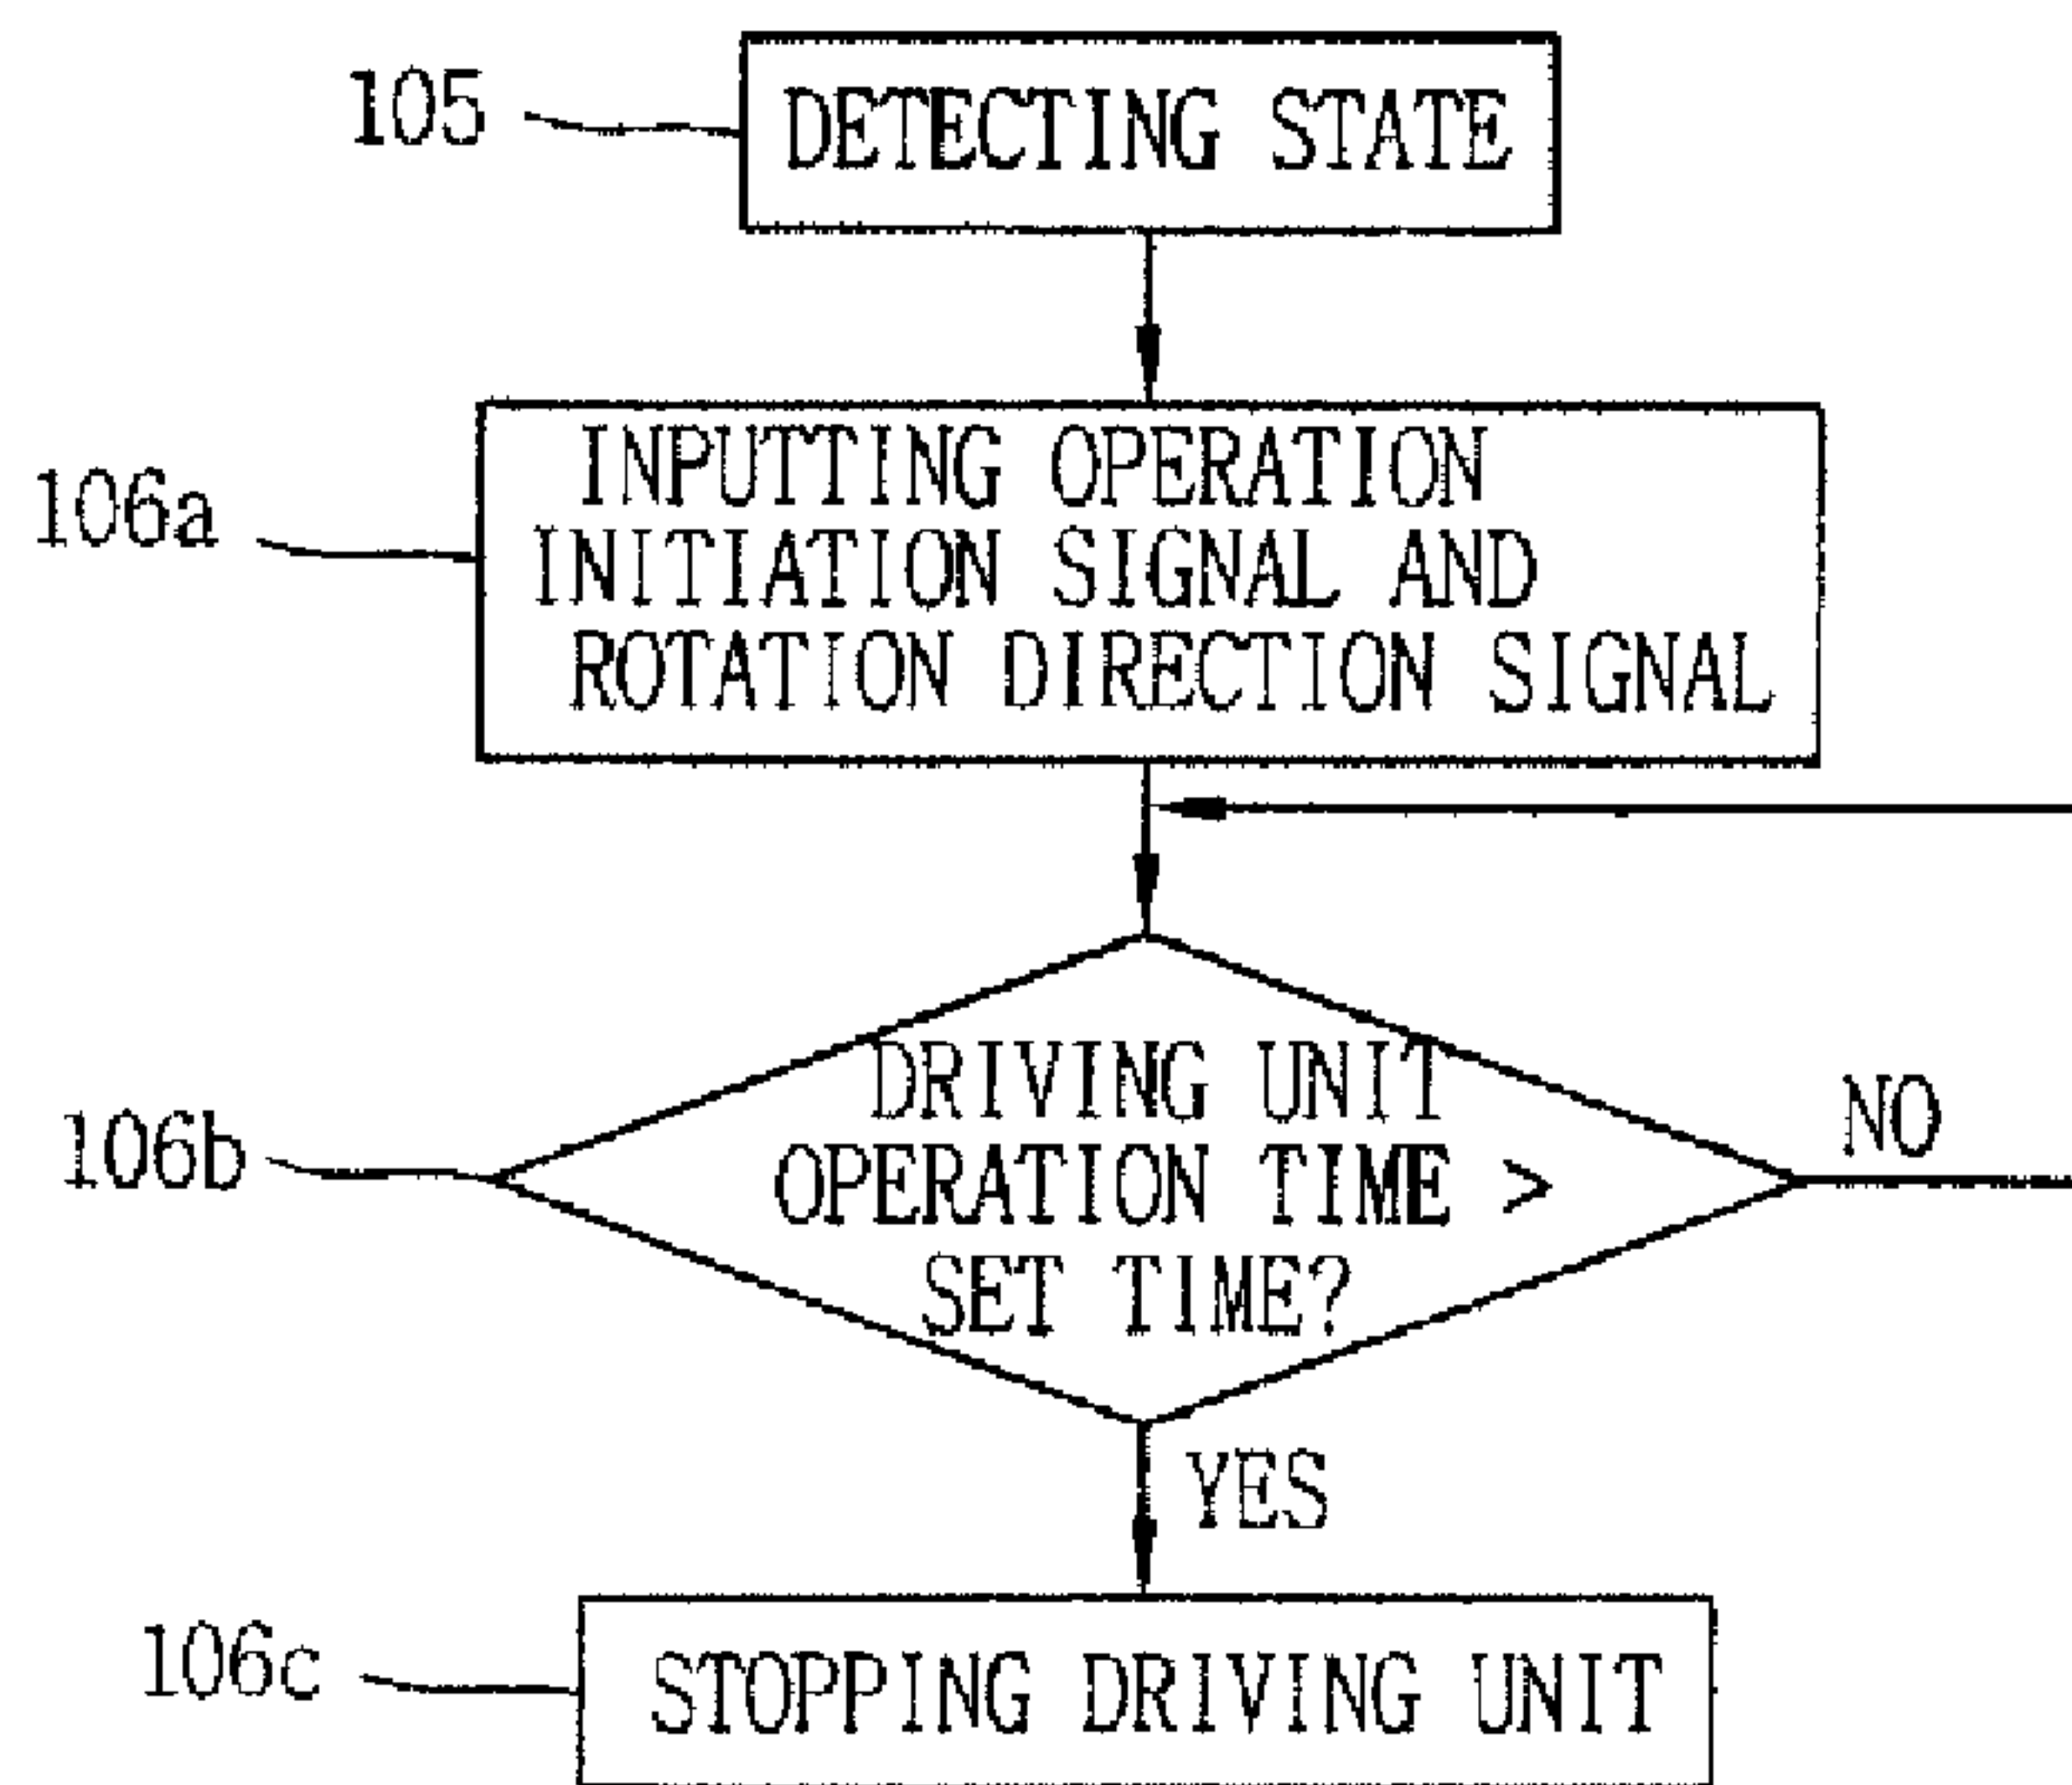 105
DETECTING STATE
106a
INPUTTING OPERATION
INITIATION SIGNAL AND
ROTATION DIRECTION SIGNAL
106b
DRIVING UNIT
OPERATION TIME >
SET TIME?
NO
YES
106c
STOPPING DRIVING UNIT